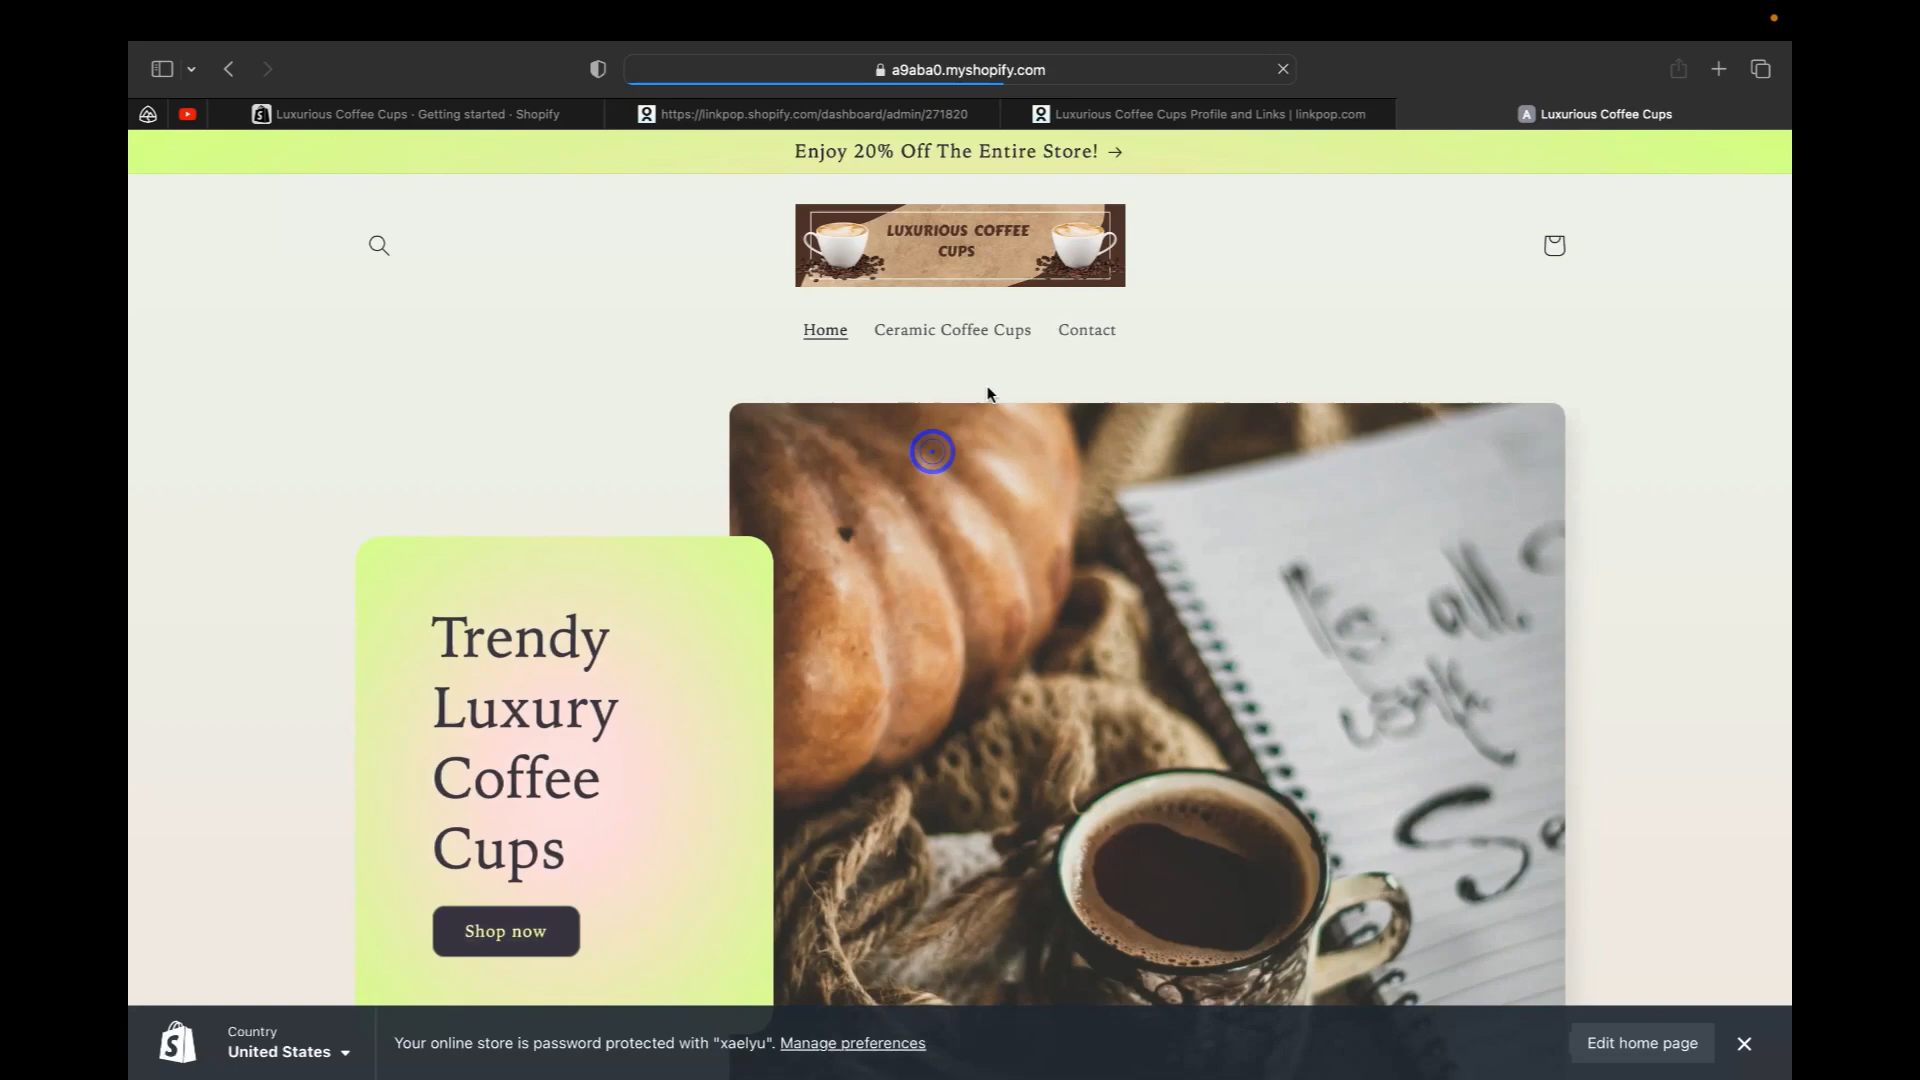 a9aba0.myshopify.com
Luxurious Coffee Cups · Getting started · Shopify
https://linkpop.shopify.com/dashboard/admin/271820
Luxurious Coffee Cups Profile and Links | linkpop.com
A Luxurious Coffee Cups
Enjoy 20% Off The Entire Store! →
LUXURIOUS COFFEE
CUPS
Home Ceramic Coffee Cups Contact
Trendy
Luxury
Coffee
Cups
Shop now
Country
United States
Your online store is password protected with "xaelyu". Manage preferences
Edit home page